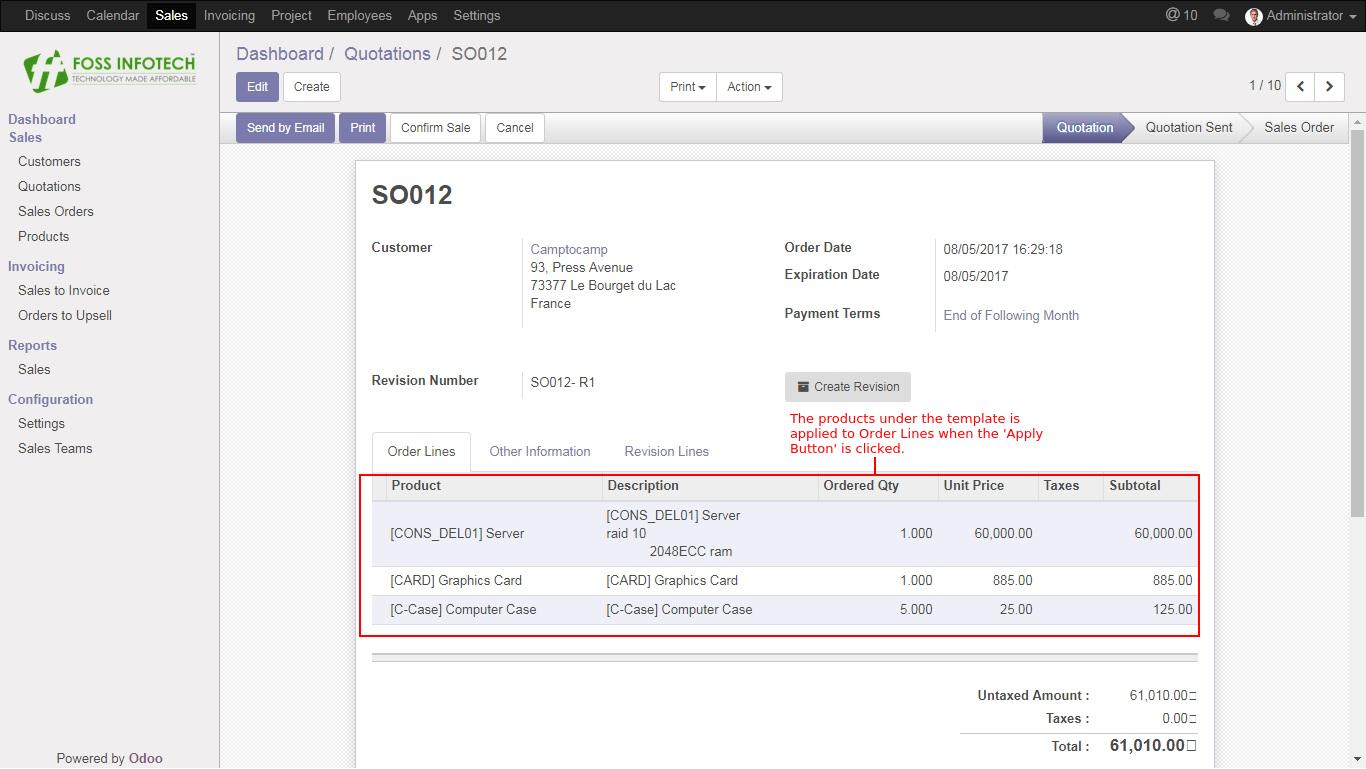 Discuss Calendar Sales Invoicing Project Employees Apps Settings @ 10 Administrator
FOSS INFOTECH
TECHNOLOGY MADE AFFORDABLE
Dashboard
Sales
Customers
Quotations
Sales Orders
Products
Invoicing
Sales to Invoice
Orders to Upsell
Reports
Sales
Configuration
Settings
Sales Teams
Powered by Odoo
Dashboard / Quotations / SO012
Edit Create Print Action 1 / 10
Send by Email Print Confirm Sale Cancel Quotation Quotation Sent Sales Order
SO012
Customer
Camptocamp
93, Press Avenue
73377 Le Bourget du Lac
France
Order Date 08/05/2017 16:29:18
Expiration Date 08/05/2017
Payment Terms End of Following Month
Revision Number SO012- R1 Create Revision
The products under the template is
applied to Order Lines when the 'Apply
Button' is clicked.
Order Lines Other Information Revision Lines
Product Description Ordered Qty Unit Price Taxes Subtotal
[CONS_DEL01] Server [CONS_DEL01] Server
raid 10
2048ECC ram
1.000 60,000.00 60,000.00
[CARD] Graphics Card [CARD] Graphics Card 1.000 885.00 885.00
[C-Case] Computer Case [C-Case] Computer Case 5.000 25.00 125.00
Untaxed Amount : 61,010.00
Taxes : 0.00
Total : 61,010.00